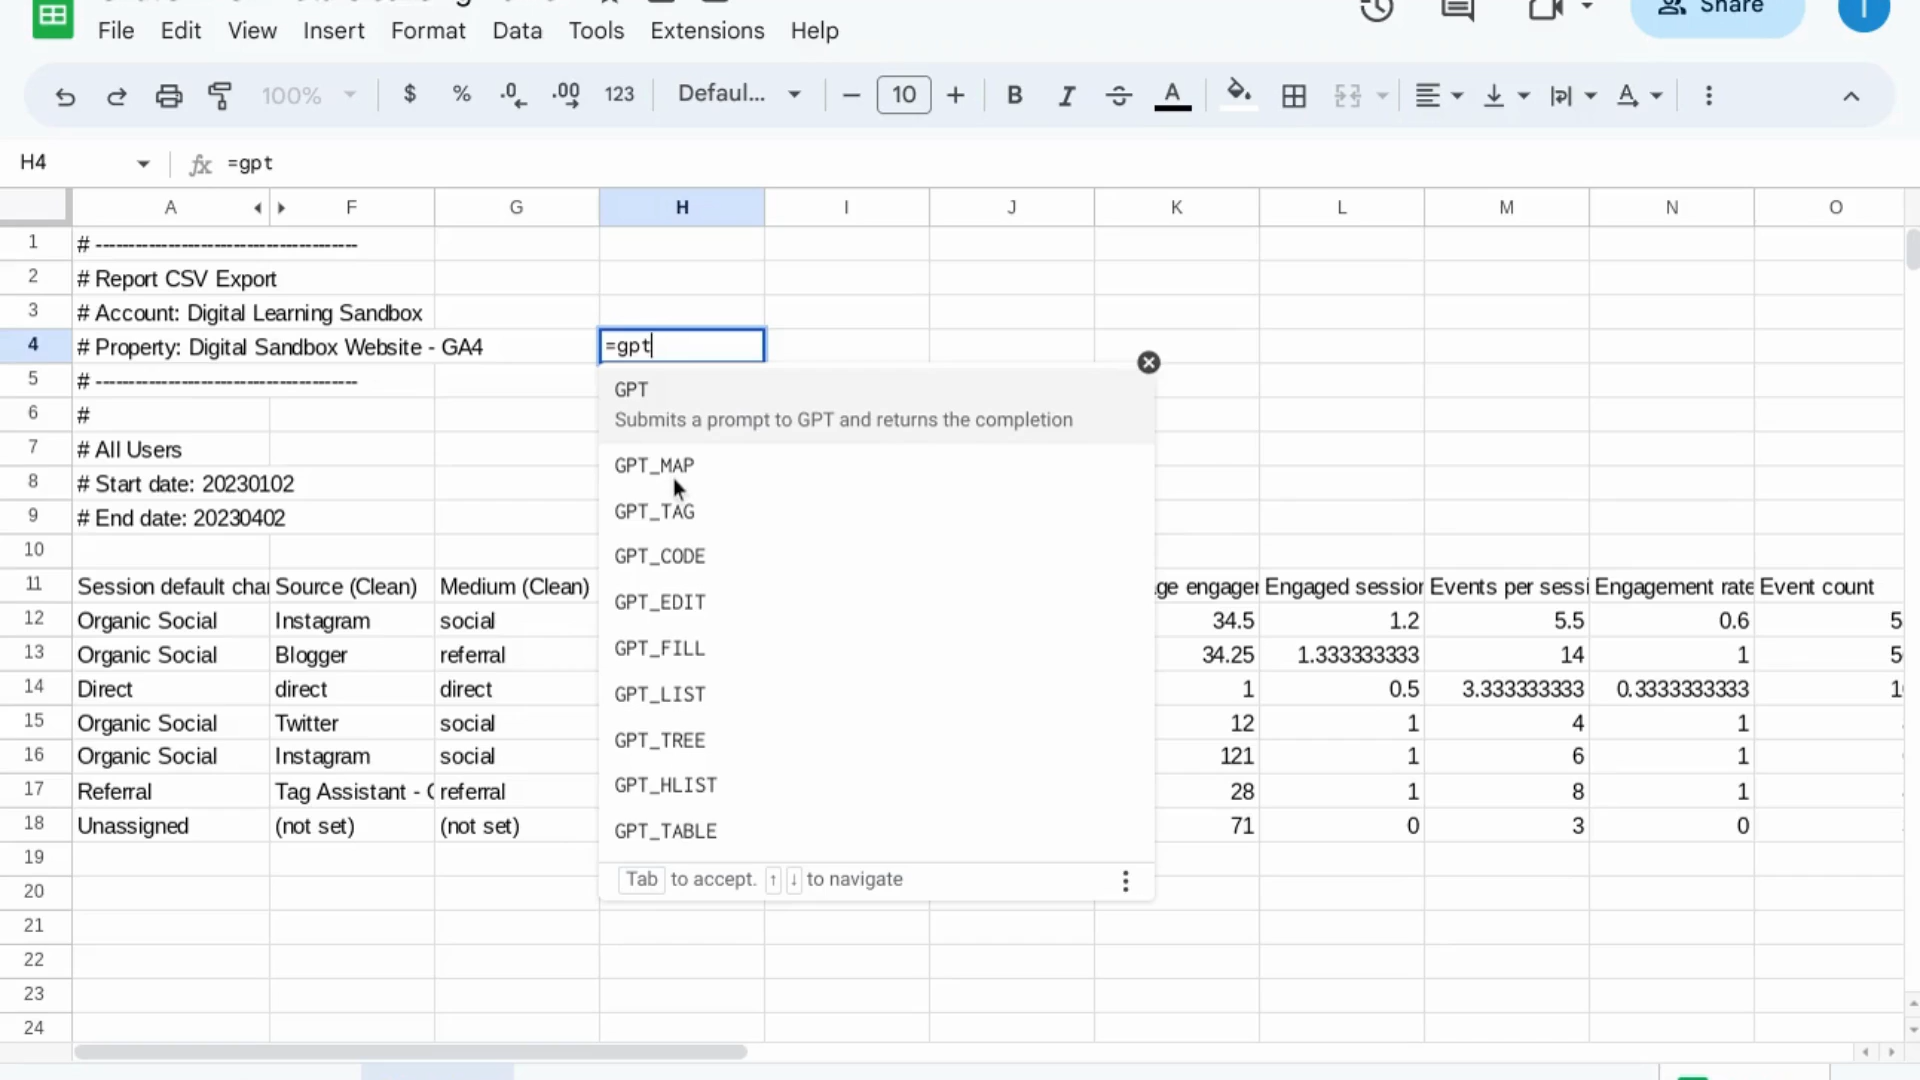 Share
File Edit View Insert Format Data Tools Extensions Help
100% $ % .0 .00 123 Defaul... 10 B I A
H4 fx =gpt
A F G H I J K L M N O
1 # ----------------------------------------
2 # Report CSV Export
3 # Account: Digital Learning Sandbox
4 # Property: Digital Sandbox Website - GA4 =gpt
5 # ----------------------------------------
6 #
7 # All Users
8 # Start date: 20230102
9 # End date: 20230402
10
11 Session default chan Source (Clean) Medium (Clean) ge engager Engaged session Events per sessi Engagement rate Event count
12 Organic Social Instagram social 34.5 1.2 5.5 0.6 5
13 Organic Social Blogger referral 34.25 1.333333333 14 1 5
14 Direct direct direct 1 0.5 3.333333333 0.3333333333 1
15 Organic Social Twitter social 12 1 4 1
16 Organic Social Instagram social 121 1 6 1
17 Referral Tag Assistant - referral 28 1 8 1
18 Unassigned (not set) (not set) 71 0 3 0
19
20
21
22
23
24
GPT
Submits a prompt to GPT and returns the completion
GPT_MAP
GPT_TAG
GPT_CODE
GPT_EDIT
GPT_FILL
GPT_LIST
GPT_TREE
GPT_HLIST
GPT_TABLE
Tab to accept. ↑ ↓ to navigate